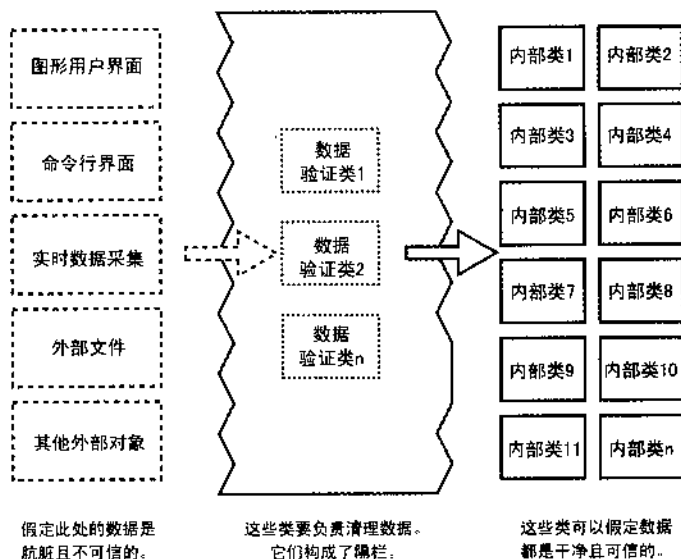 图形用户界面
命令行界面
实时数据采集
外部文件
其他外部对象
假定此处的数据是
肮脏且不可信的。
数据
验证类1
数据
验证类2
数据
验证类n
这些类要负责清理数据。
它们构成了隔栏。
内部类1
内部类2
内部类3
内部类4
内部类5
内部类6
内部类7
内部类8
内部类9
内部类10
内部类11
内部类n
这些类可以假定数据
都是干净且可信的。